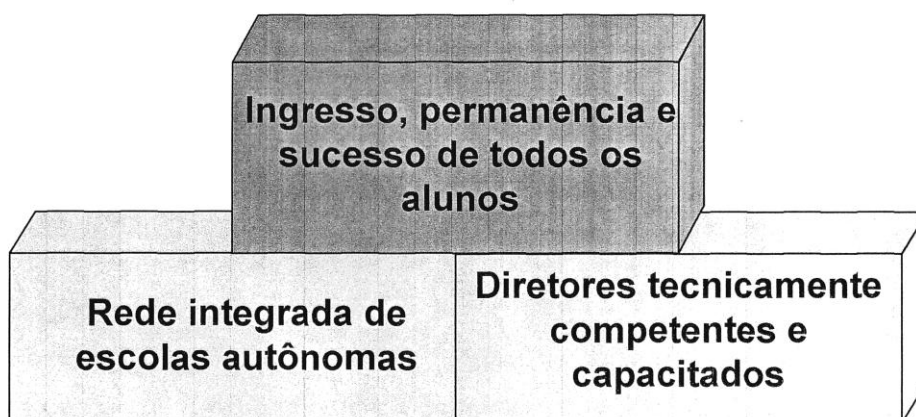 Ingresso, permanência e
sucesso de todos os
alunos
Rede integrada de
escolas autônomas
Diretores tecnicamente
competentes e
capacitados